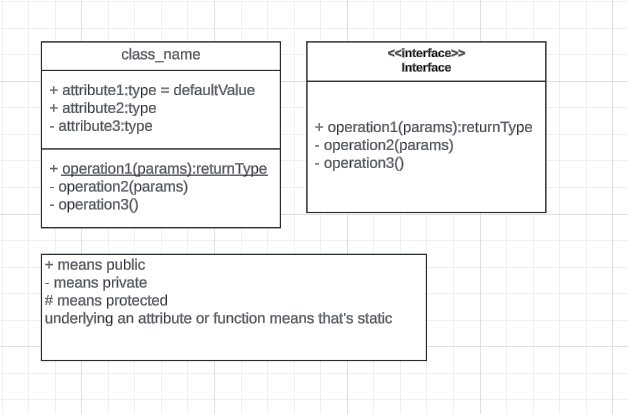 class_name
+ attribute1:type = defaultValue
+ attribute2:type
- attribute3:type
+ operation1(params):returnType
- operation2(params)
- operation3()
<<interface>>
Interface
+ operation1(params):returnType
- operation2(params)
- operation3()
+ means public
- means private
# means protected
underlying an attribute or function means that's static